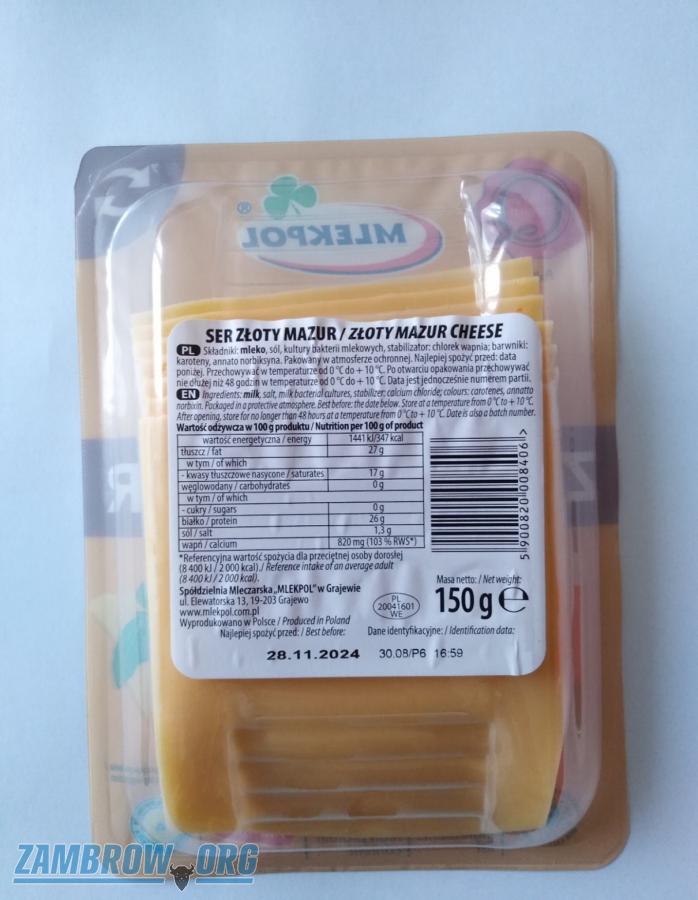 MLEKPOL ®
SER ZŁOTY MAZUR / ZŁOTY MAZUR CHEESE
PL Składniki: mleko, sól, kultury bakterii mlekowych, stabilizator: chlorek wapnia; barwniki:
karoteny, annato norbiksyna. Pakowany w atmosferze ochronnej. Najlepiej spożyć przed: data
poniżej. Przechowywać w temperaturze od 0 °C do + 10 °C. Po otwarciu opakowania przechowywać
nie dłużej niż 48 godzin w temperaturze od 0 °C do + 10 °C. Data jest jednocześnie numerem partii.
EN Ingredients: milk, salt, milk bacterial cultures, stabilizer: calcium chloride; colours: carotenes, annatto
norbixin. Packaged in a protective atmosphere. Best before: the date below. Store at a temperature from 0 °C to + 10 °C.
After opening, store for no longer than 48 hours at a temperature from 0 °C to + 10 °C. Date is also a batch number.
Wartość odżywcza w 100 g produktu / Nutrition per 100 g of product
wartość energetyczna / energy 1441 kJ/347 kcal
tłuszcz / fat 27 g
w tym / of which
- kwasy tłuszczowe nasycone / saturates 17 g
węglowodany / carbohydrates 0 g
w tym / of which
- cukry / sugars 0 g
białko / protein 26 g
sól / salt 1,3 g
wapń / calcium 820 mg (103 % RWS*)
*Referencyjna wartość spożycia dla przeciętnej osoby dorosłej
(8 400 kJ / 2 000 kcal)./ Reference intake of an average adult
(8 400 kJ / 2 000 kcal).
Spółdzielnia Mleczarska „MLEKPOL" w Grajewie
ul. Elewatorska 13, 19-203 Grajewo
www.mlekpol.com.pl
Wyprodukowano w Polsce / Produced in Poland
Najlepiej spożyć przed: / Best before:
28.11.2024
5 900820 008406 >
Masa netto: / Net weight:
PL
20041601
WE
150 g e
Dane identyfikacyjne: / Identification data:
30.08/P6 16:59
ZAMBROW.ORG